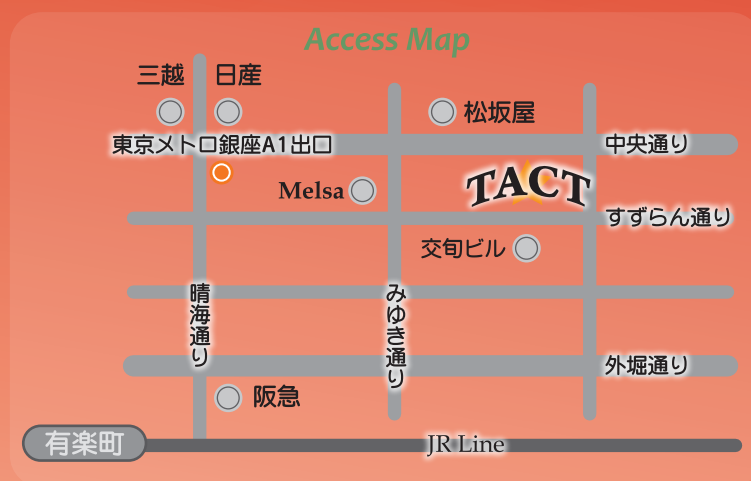 Access Map
三越
日産
松坂屋
東京メトロ銀座A1出口
中央通り
Melsa
TACT
すずらん通り
交旬ビル
晴海通り
みゆき通り
外堀通り
阪急
有楽町
JR Line